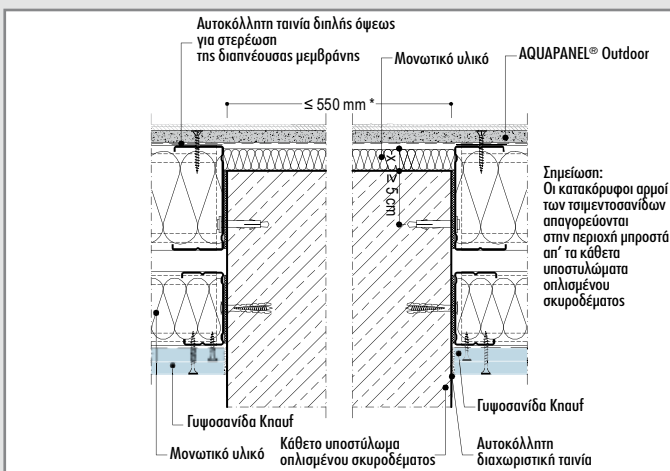 Αυτοκόλλητη ταινία διπλής όψεως
για στερέωση
της διαπνέουσας μεμβράνης
Μονωτικό υλικό
AQUAPANEL® Outdoor
≤ 550 mm *
x
≥ 5 cm
Σημείωση:
Οι κατακόρυφοι αρμοί
των τσιμεντοσανίδων
απαγορεύονται
στην περιοχή μπροστά
απ’ τα κάθετα
υποστυλώματα
οπλισμένου
σκυροδέματος
Γυψοσανίδα Knauf
Μονωτικό υλικό
Κάθετο υποστύλωμα
οπλισμένου σκυροδέματος
Γυψοσανίδα Knauf
Αυτοκόλλητη
διαχωριστική ταινία